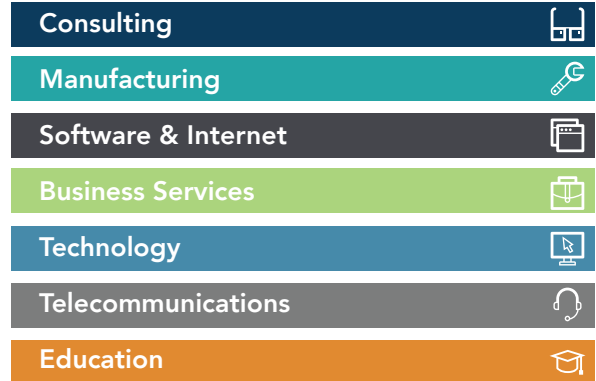 Consulting
Manufacturing
Software & Internet
Business Services
Technology
Telecommunications
Education